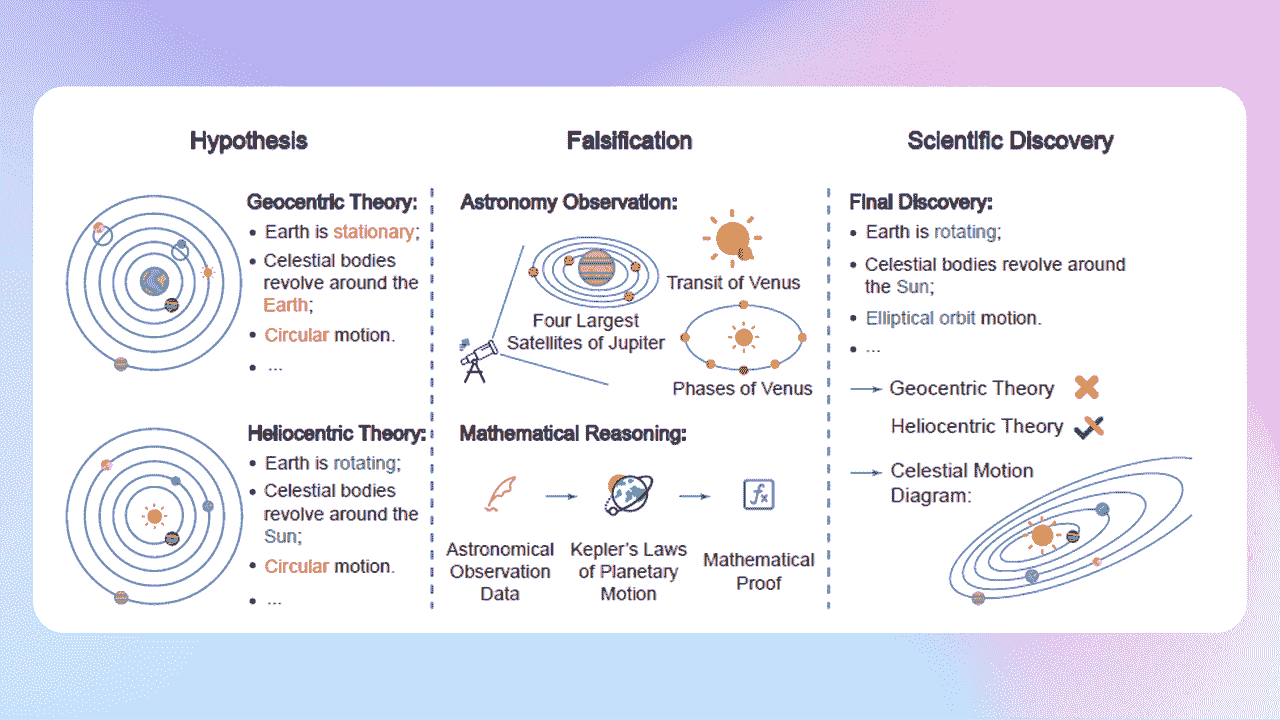 Hypothesis
Geocentric Theory:
• Earth is stationary;
• Celestial bodies
revolve around the
Earth;
• Circular motion.
• ...
Heliocentric Theory:
• Earth is rotating;
• Celestial bodies
revolve around the
Sun;
• Circular motion.
• ...
Falsification
Astronomy Observation:
Four Largest
Satellites of Jupiter
Transit of Venus
Phases of Venus
Mathematical Reasoning:
Astronomical
Observation
Data
Kepler's Laws
of Planetary
Motion
fx
Mathematical
Proof
Scientific Discovery
Final Discovery:
• Earth is rotating;
• Celestial bodies revolve around
the Sun;
• Elliptical orbit motion.
• ...
Geocentric Theory
Heliocentric Theory
Celestial Motion
Diagram: